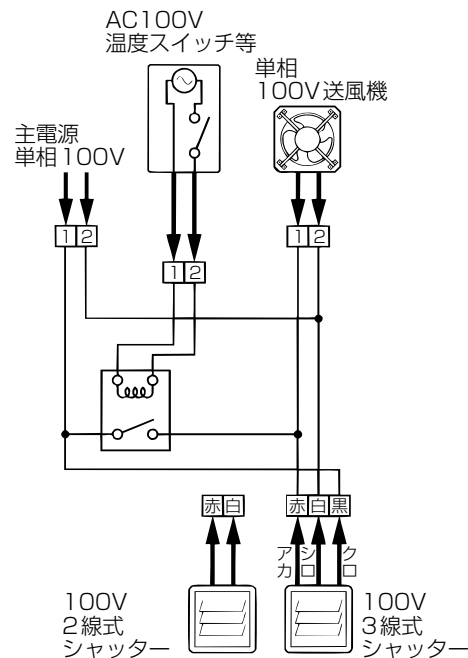 AC100V
温度スイッチ等
単相
100V送風機
主電源
単相100V
1 2
1 2
1 2
赤 白
赤 白 黒
アカ
シロ
クロ
100V
2線式
シャッター
100V
3線式
シャッター